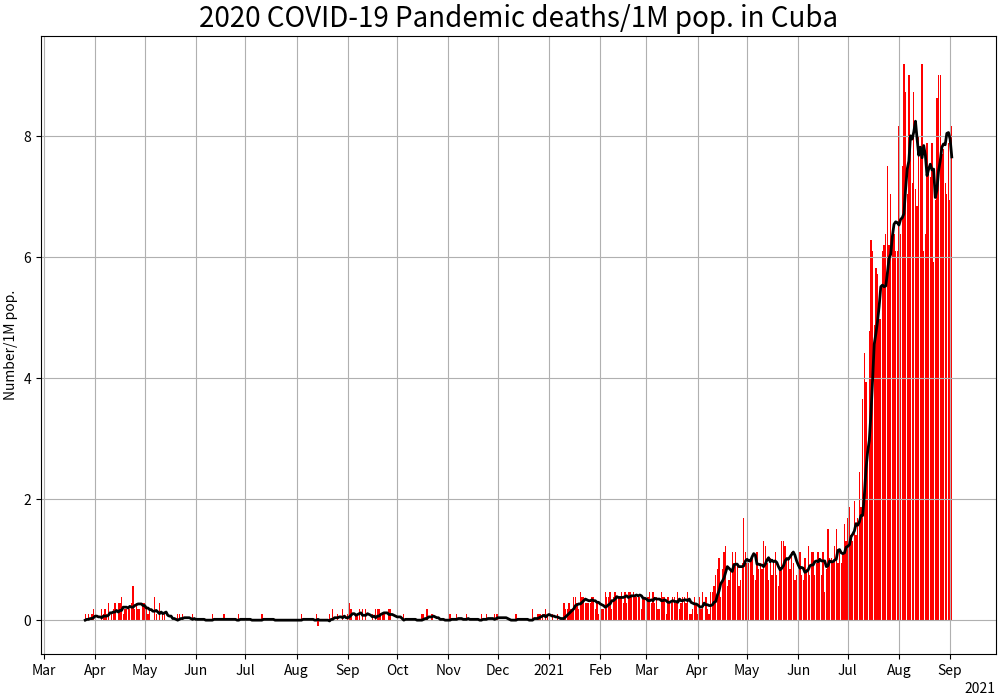 2020 COVID-19 Pandemic deaths/1M pop. in Cuba
Number/1M pop.
8
6
4
2
0
Mar Apr May Jun Jul Aug Sep Oct Nov Dec 2021 Feb Mar Apr May Jun Jul Aug Sep
2021